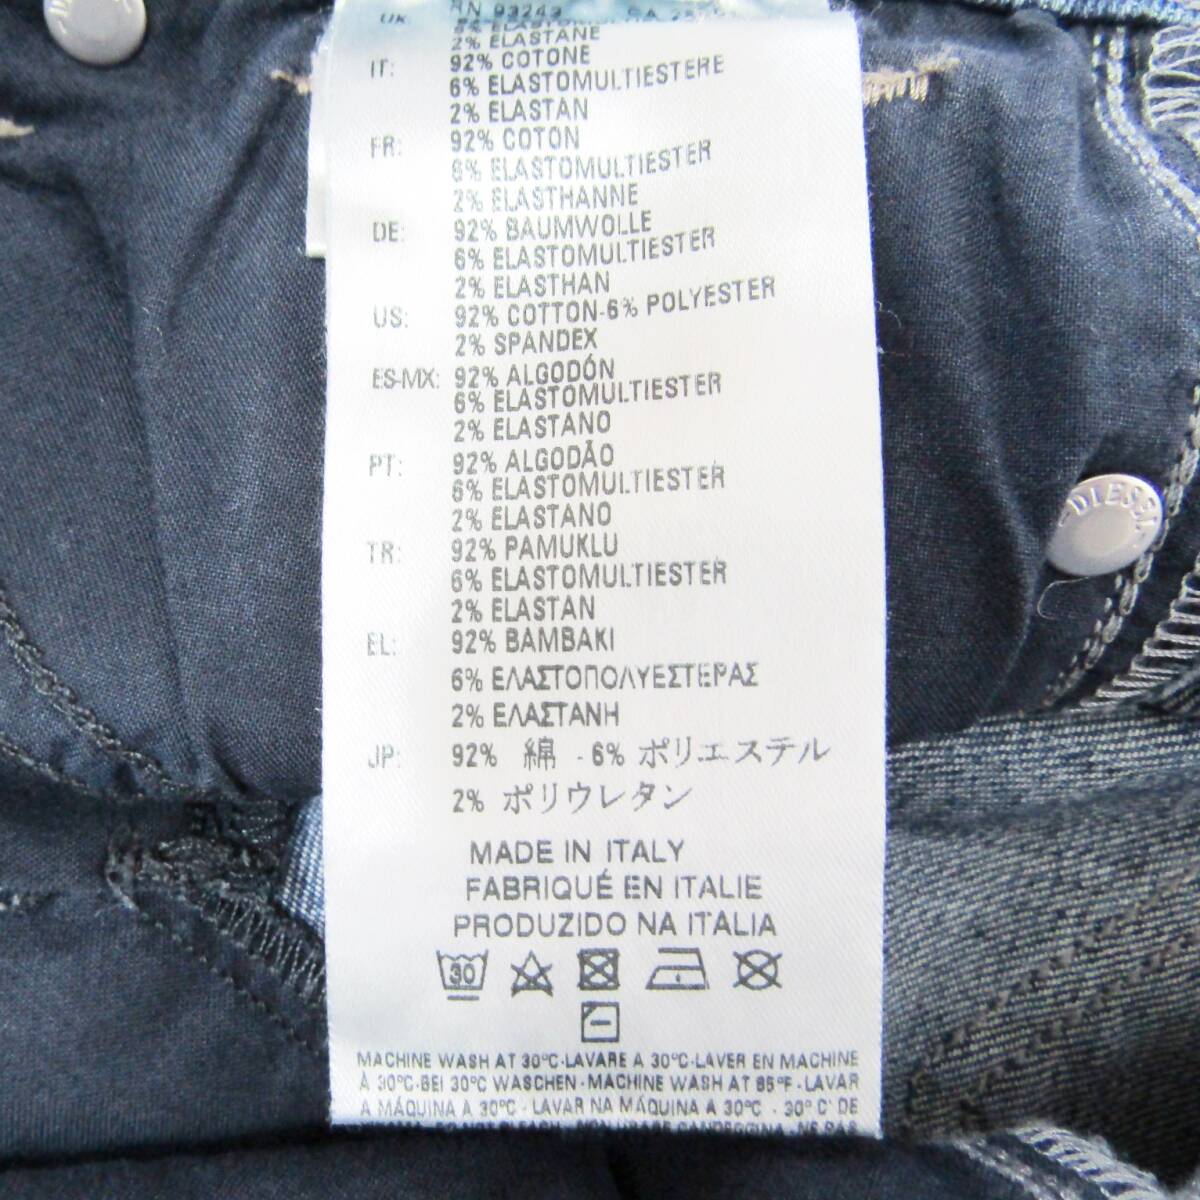 UK:
RN 93243
CA
2% ELASTANE
IT:
92% COTONE
6% ELASTOMULTIESTERE
2% ELASTAN
FR:
92% COTON
6% ELASTOMULTIESTER
2% ELASTHANNE
DE:
92% BAUMWOLLE
6% ELASTOMULTIESTER
2% ELASTHAN
US:
92% COTTON-6% POLYESTER
2% SPANDEX
ES-MX:
92% ALGODÓN
6% ELASTOMULTIESTER
2% ELASTANO
PT:
92% ALGODÃO
6% ELASTOMULTIESTER
2% ELASTANO
TR:
92% PAMUKLU
6% ELASTOMULTIESTER
2% ELASTAN
EL:
92% BAMBAKI
6% ΕΛΑΣΤΟΠΟΛΥΕΣΤΕΡΑΣ
2% ΕΛΑΣΤΑΝΗ
JP:
92% 綿 - 6% ポリエステル
2% ポリウレタン
MADE IN ITALY
FABRIQUÉ EN ITALIE
PRODUZIDO NA ITALIA
30
MACHINE WASH AT 30°C-LAVARE A 30°C-LAVER EN MACHINE
À 30°C-BEI 30°C WASCHEN - MACHINE WASH AT 85°F - LAVAR
A MÁQUINA A 30°C - LAVAR NA MÁQUINA A 30°C - 30° C' DE
DIESEL